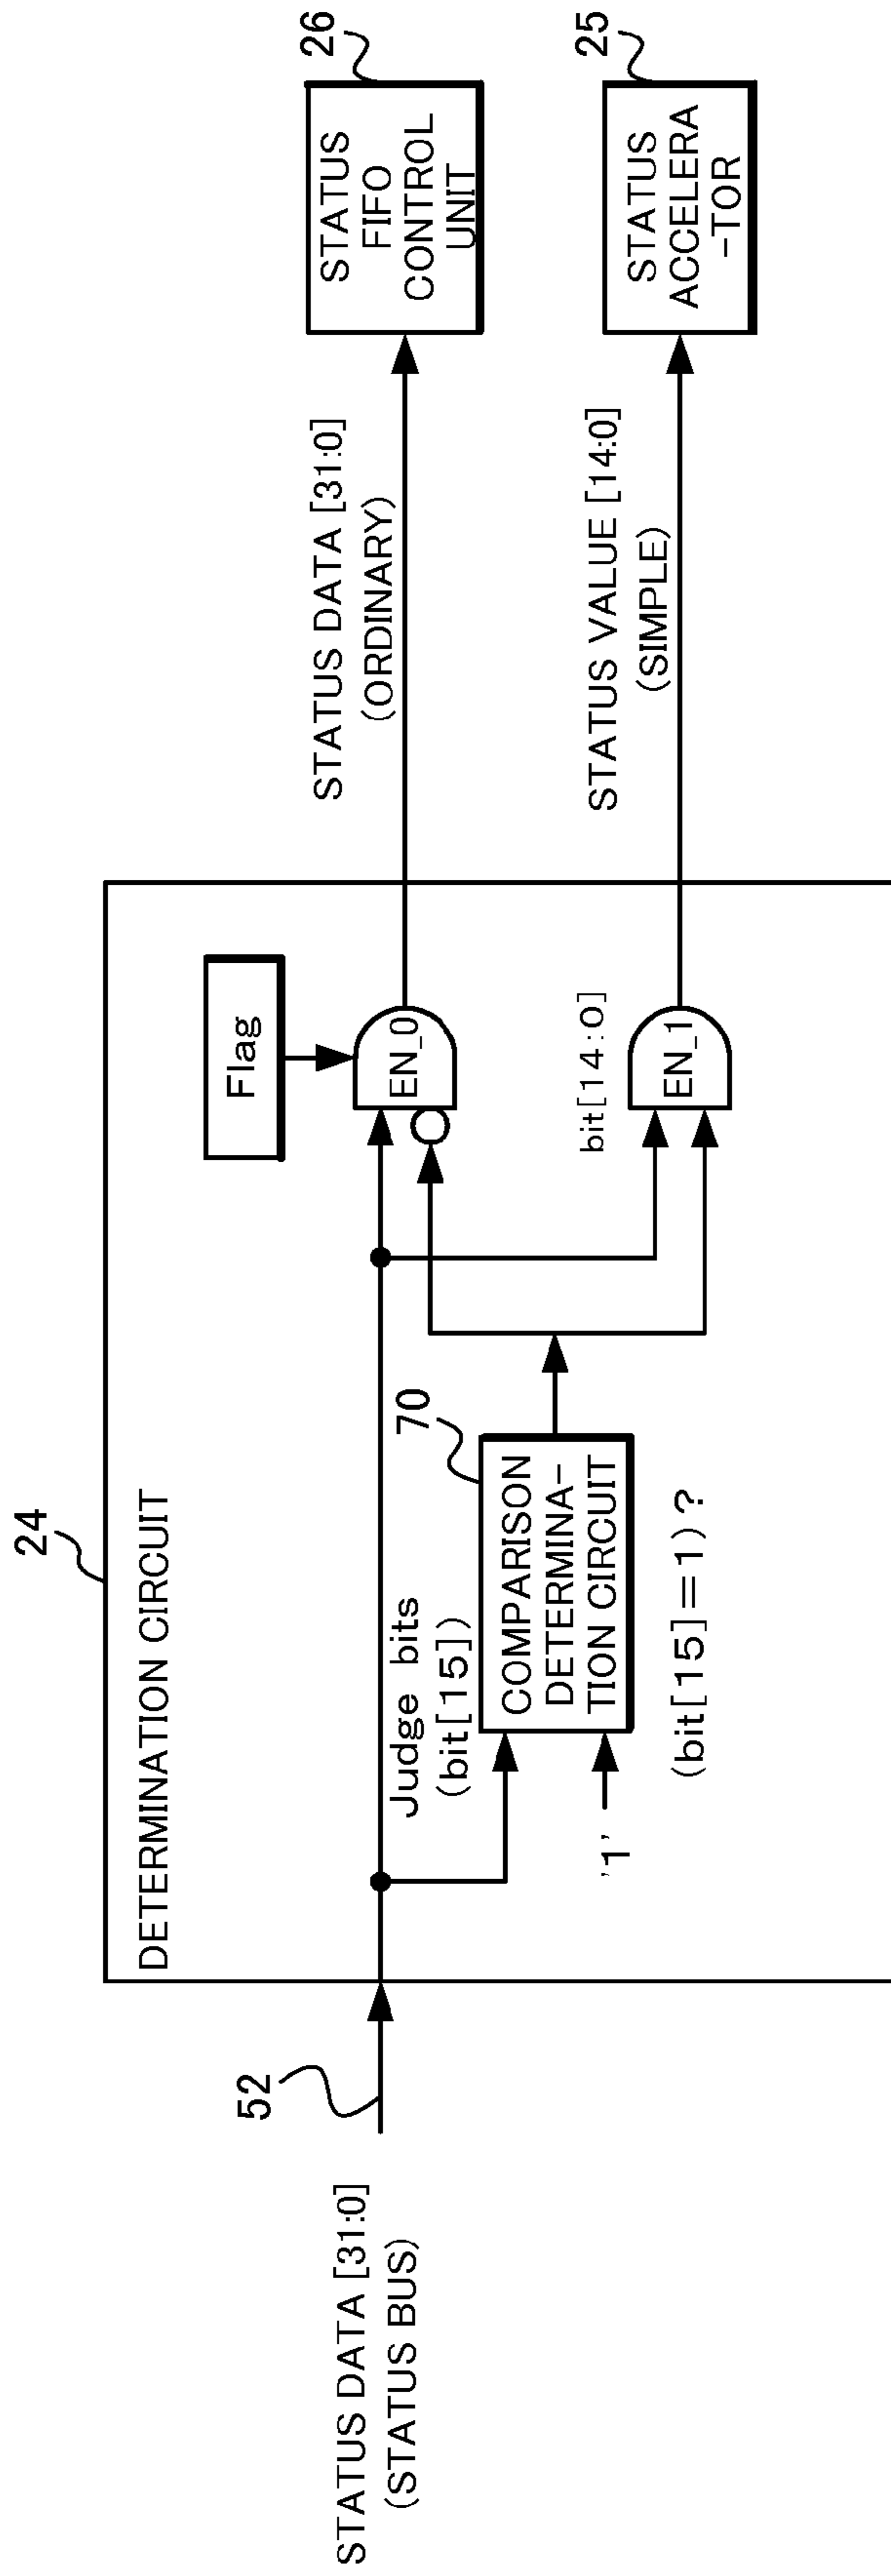 24
DETERMINATION CIRCUIT
52
STATUS DATA [31:0]
(STATUS BUS)
Judge bits
(bit[15])
70
COMPARISON
DETERMINA-
TION CIRCUIT
'1'
(bit[15]=1)?
Flag
EN_0
bit[14:0]
EN_1
STATUS DATA [31:0]
(ORDINARY)
STATUS VALUE [14:0]
(SIMPLE)
26
STATUS
FIFO
CONTROL
UNIT
25
STATUS
ACCELERA
-TOR